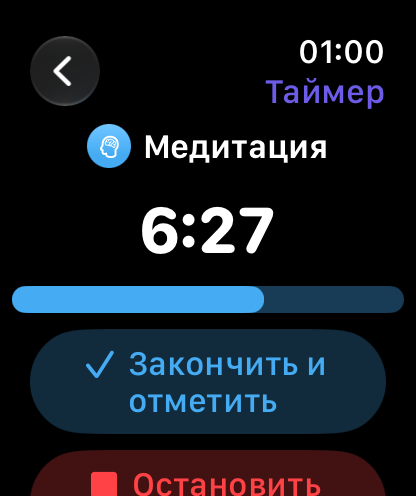 01:00
Таймер
Медитация
6:27
Закончить и
отметить
Остановить